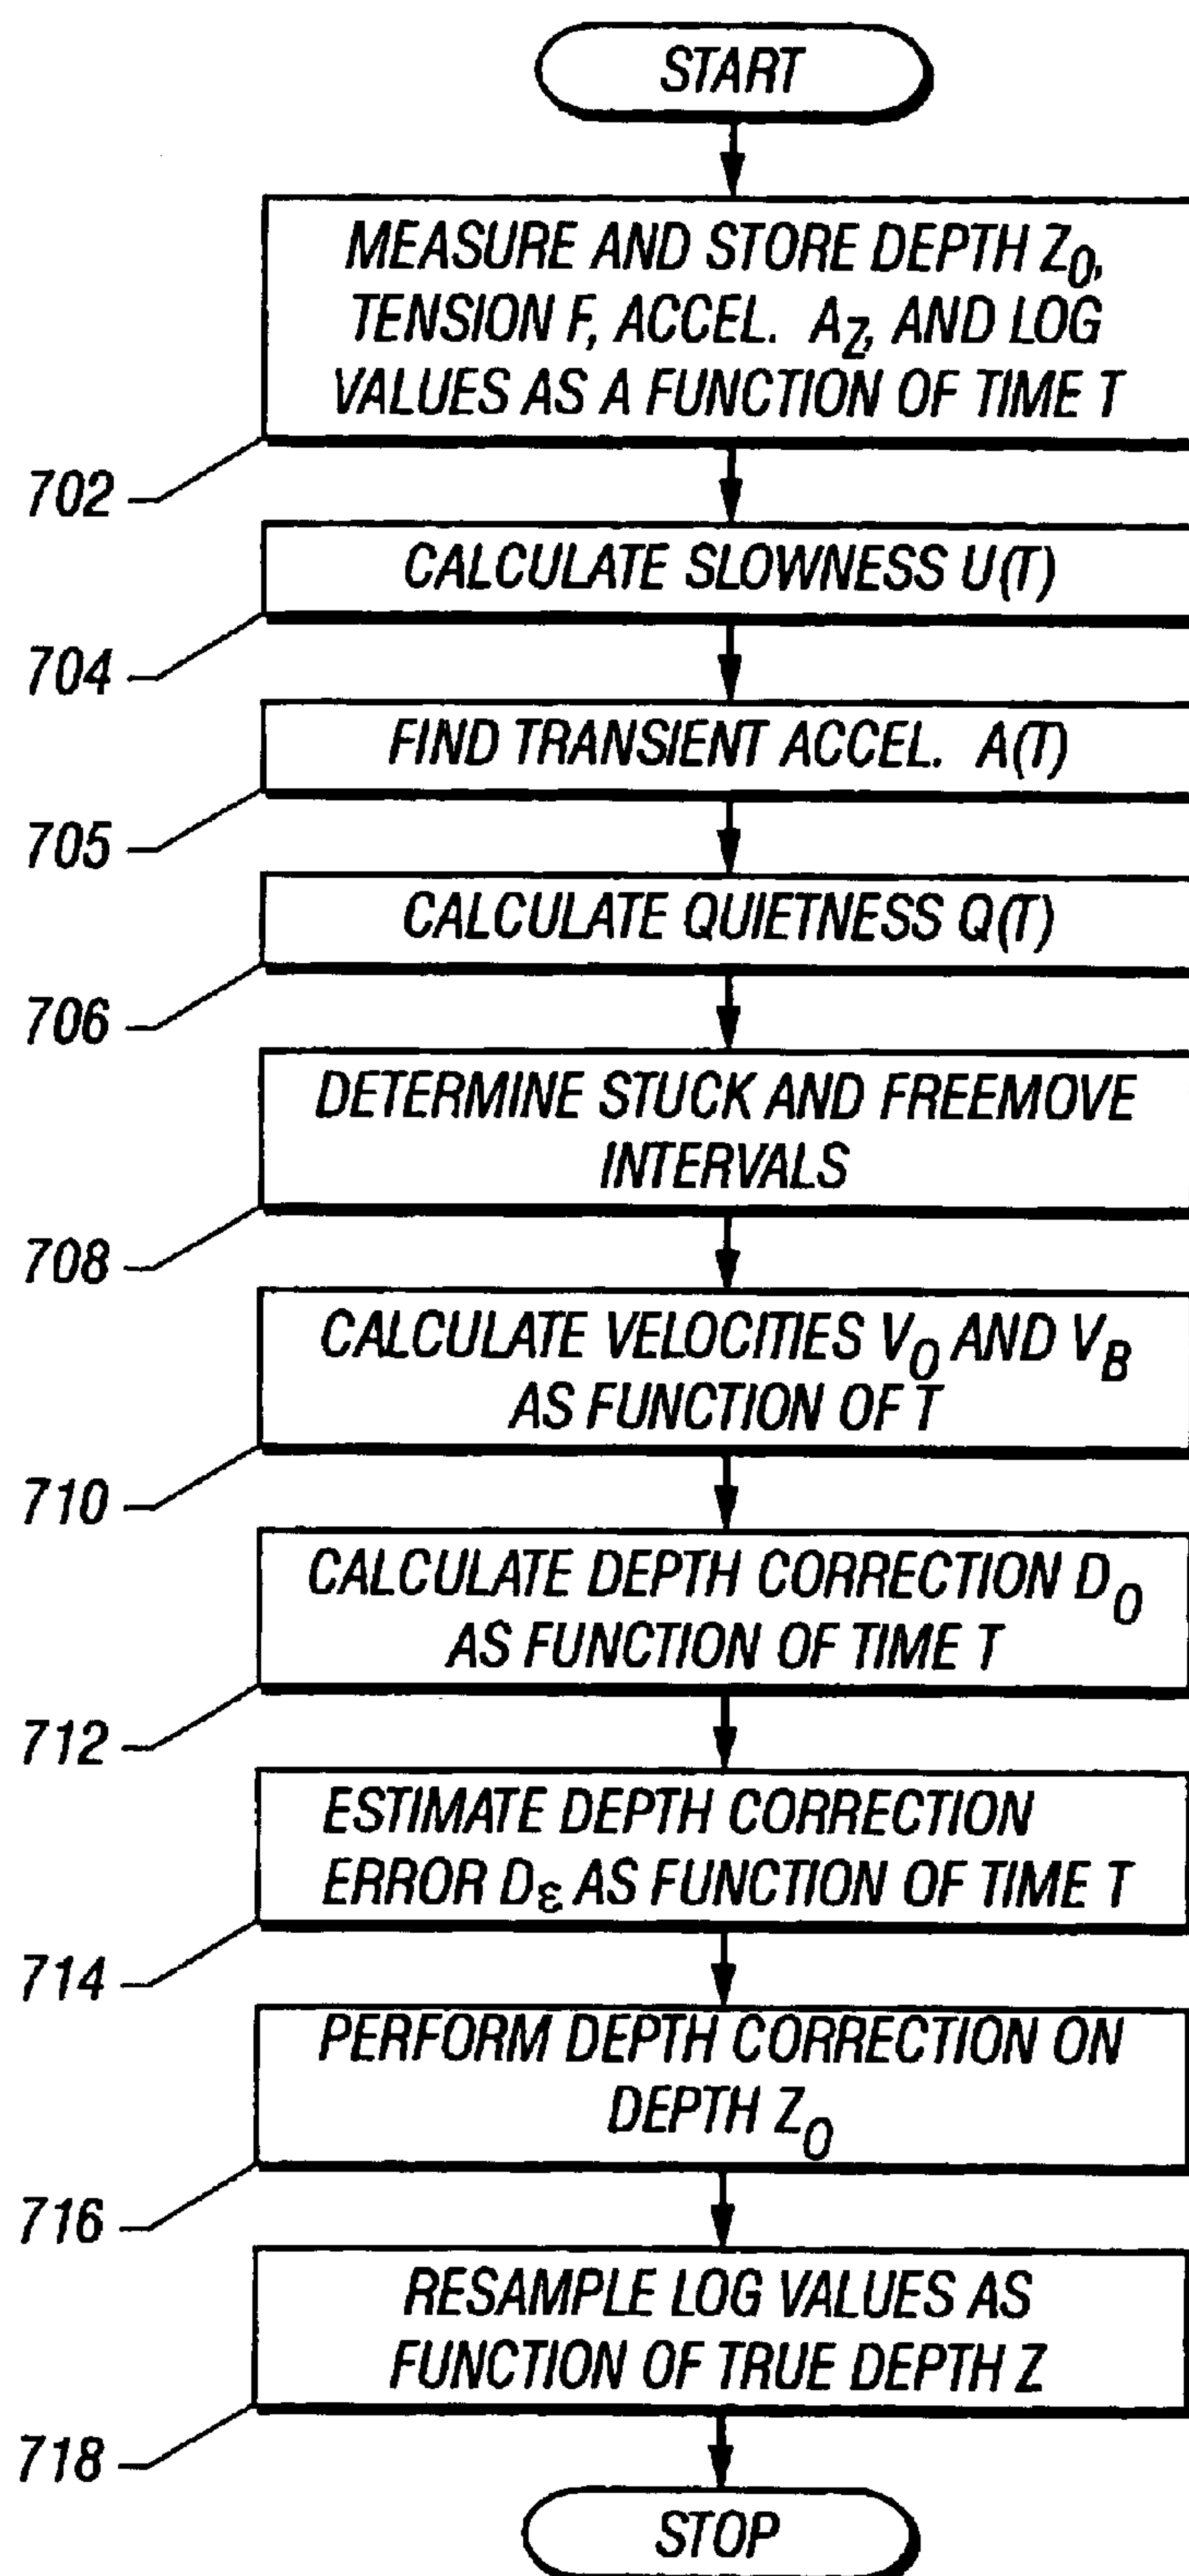 START
MEASURE AND STORE DEPTH Z₀,
TENSION F, ACCEL. A_Z, AND LOG
VALUES AS A FUNCTION OF TIME T
702
CALCULATE SLOWNESS U(T)
704
FIND TRANSIENT ACCEL. A(T)
705
CALCULATE QUIETNESS Q(T)
706
DETERMINE STUCK AND FREEMOVE
INTERVALS
708
CALCULATE VELOCITIES V₀ AND V_B
AS FUNCTION OF T
710
CALCULATE DEPTH CORRECTION D₀
AS FUNCTION OF TIME T
712
ESTIMATE DEPTH CORRECTION
ERROR D_ε AS FUNCTION OF TIME T
714
PERFORM DEPTH CORRECTION ON
DEPTH Z₀
716
RESAMPLE LOG VALUES AS
FUNCTION OF TRUE DEPTH Z
718
STOP